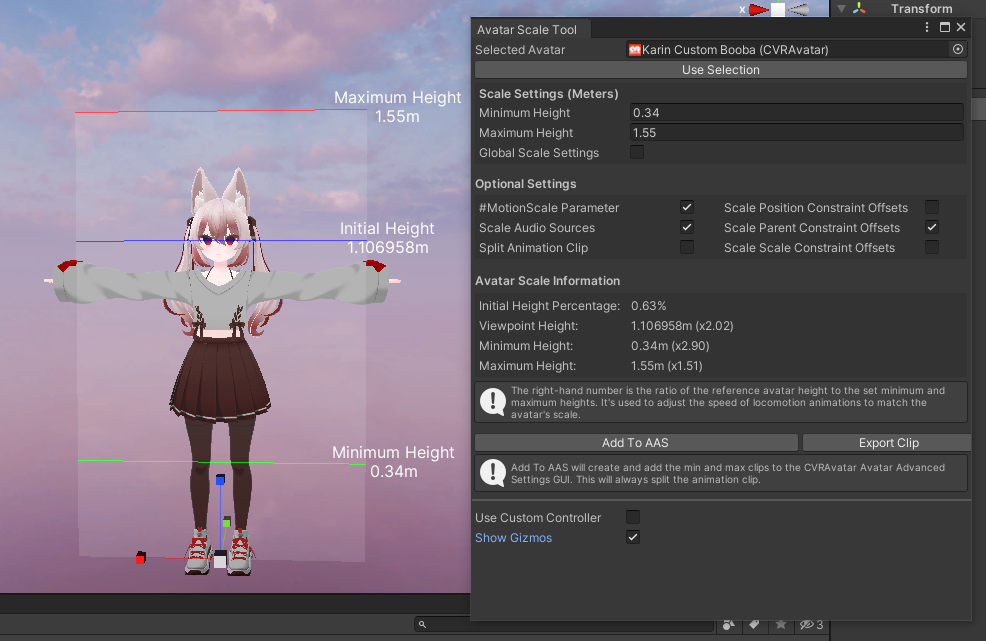 x
Transform
Avatar Scale Tool
Selected Avatar
Karin Custom Booba (CVRAvatar)
Use Selection
Scale Settings (Meters)
Minimum Height 0.34
Maximum Height 1.55
Global Scale Settings
Optional Settings
#MotionScale Parameter Scale Position Constraint Offsets
Scale Audio Sources Scale Parent Constraint Offsets
Split Animation Clip Scale Scale Constraint Offsets
Avatar Scale Information
Initial Height Percentage: 0.63%
Viewpoint Height: 1.106958m (x2.02)
Minimum Height: 0.34m (x2.90)
Maximum Height: 1.55m (x1.51)
The right-hand number is the ratio of the reference avatar height to the set minimum and
maximum heights. It's used to adjust the speed of locomotion animations to match the
avatar's scale.
Add To AAS Export Clip
Add To AAS will create and add the min and max clips to the CVRAvatar Avatar Advanced
Settings GUI. This will always split the animation clip.
Use Custom Controller
Show Gizmos
Maximum Height
1.55m
Initial Height
1.106958m
Minimum Height
0.34m
3